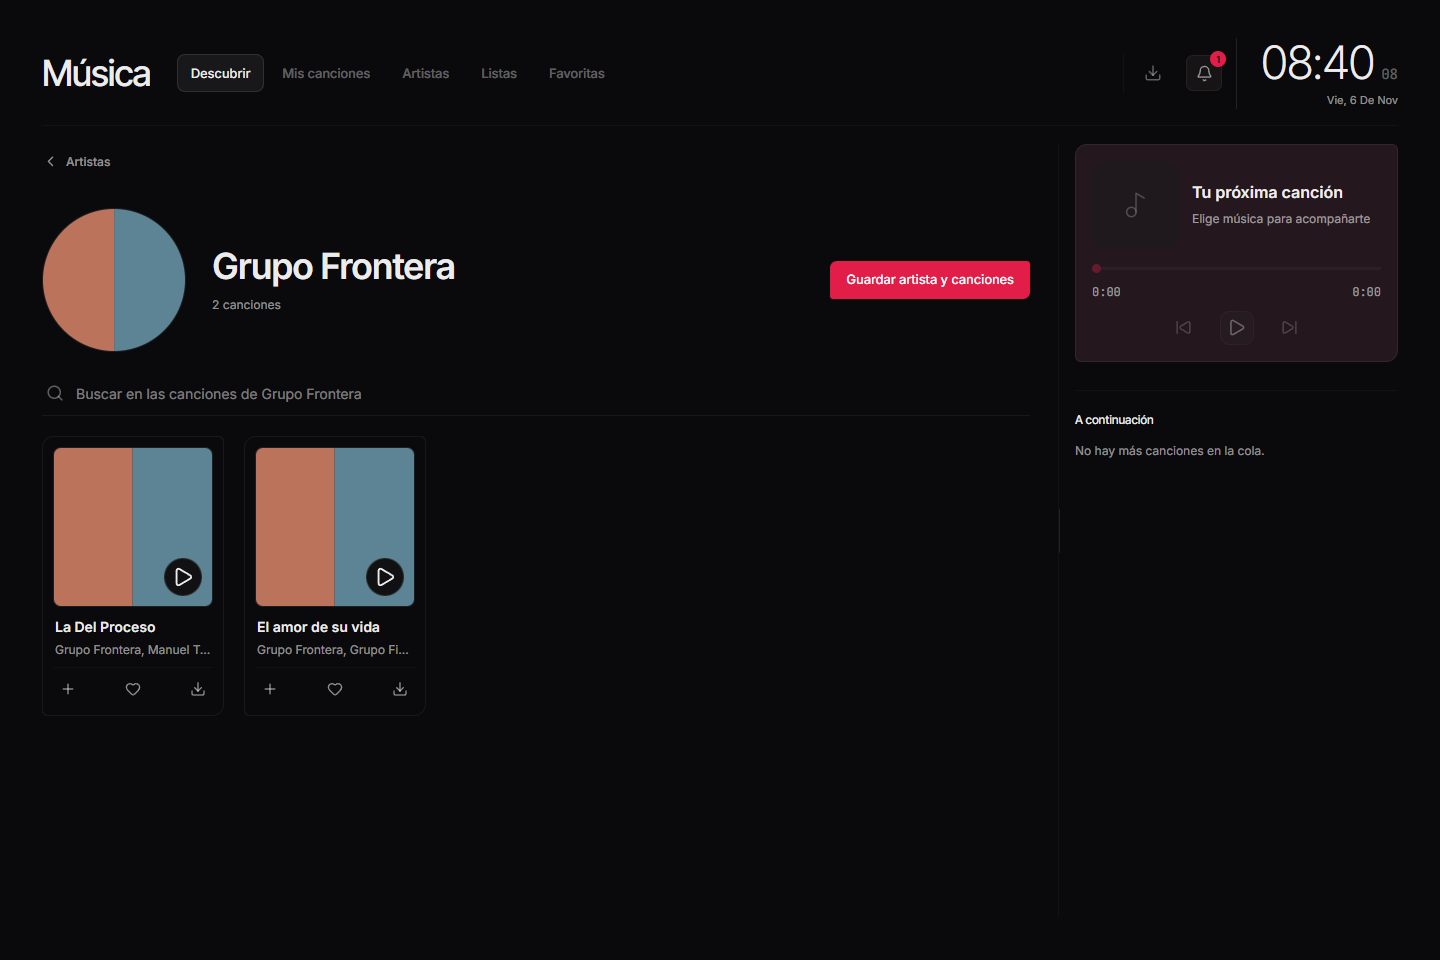 Música
Descubrir
Mis canciones
Artistas
Listas
Favoritas
1
08:40 08
Vie, 6 De Nov
Artistas
Grupo Frontera
2 canciones
Guardar artista y canciones
Buscar en las canciones de Grupo Frontera
La Del Proceso
Grupo Frontera, Manuel T...
El amor de su vida
Grupo Frontera, Grupo Fi...
Tu próxima canción
Elige música para acompañarte
0:00
0:00
A continuación
No hay más canciones en la cola.